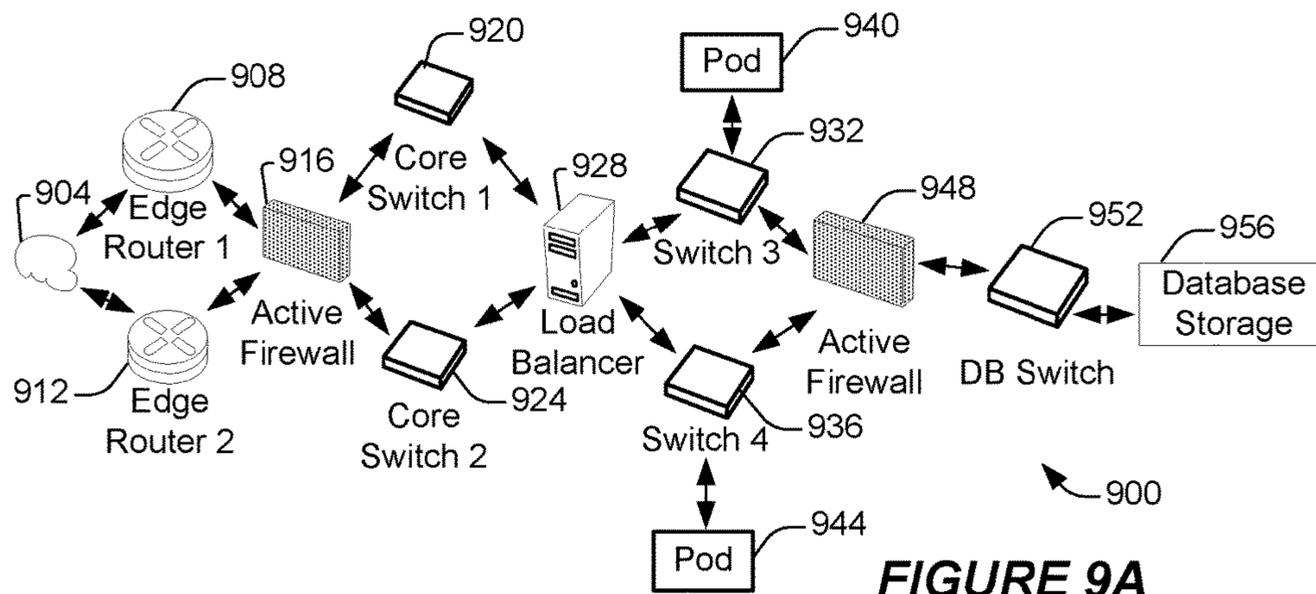 920
940
Pod
908
932
916
Core
Switch 1
928
948
904
Edge
Router 1
952
956
Switch 3
Database
Storage
Active
Firewall
Load
Balancer
Active
Firewall
DB Switch
912
Edge
Router 2
924
Core
Switch 2
Switch 4
936
900
Pod
944
FIGURE 9A